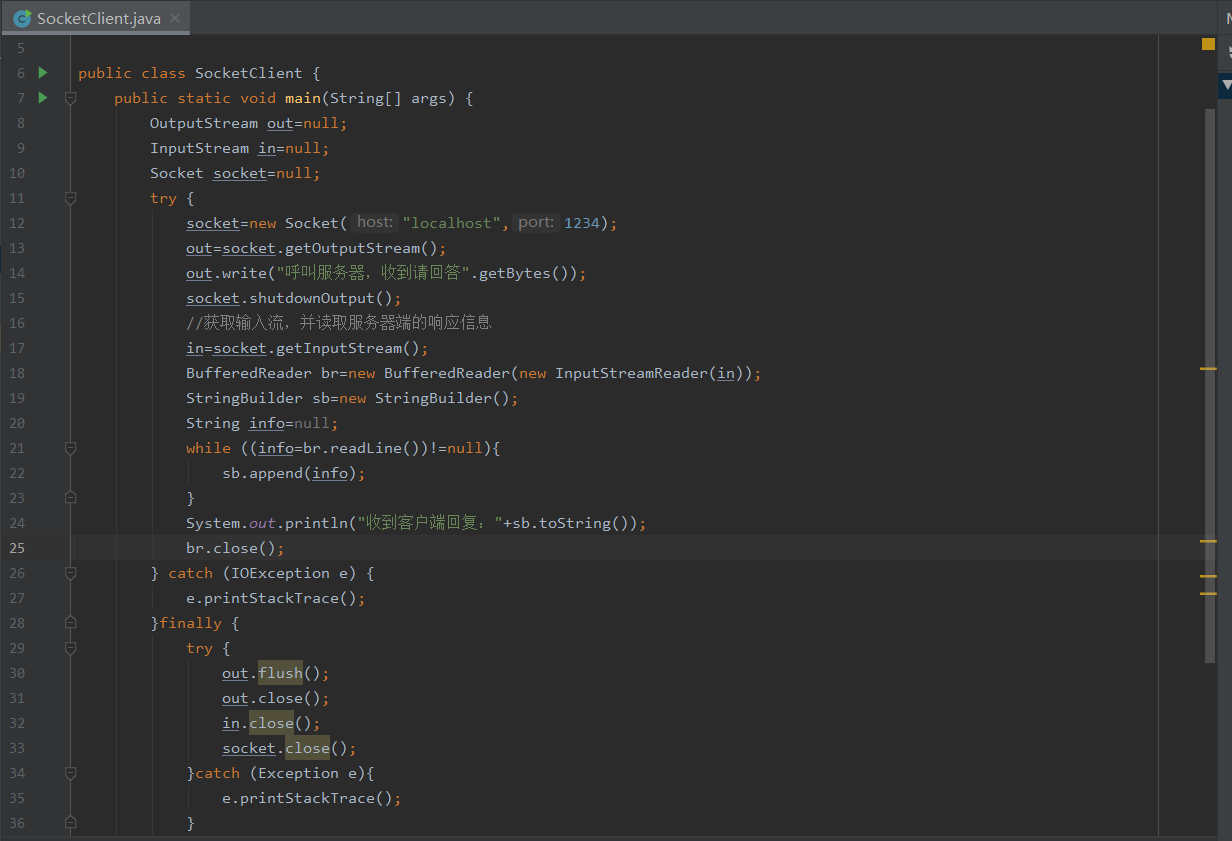 SocketClient.java
5
6 public class SocketClient {
7 public static void main(String[] args) {
8 OutputStream out=null;
9 InputStream in=null;
10 Socket socket=null;
11 try {
12 socket=new Socket( host: "localhost", port: 1234);
13 out=socket.getOutputStream();
14 out.write("呼叫服务器，收到请回答".getBytes());
15 socket.shutdownOutput();
16 //获取输入流，并读取服务器端的响应信息
17 in=socket.getInputStream();
18 BufferedReader br=new BufferedReader(new InputStreamReader(in));
19 StringBuilder sb=new StringBuilder();
20 String info=null;
21 while ((info=br.readLine())!=null){
22 sb.append(info);
23 }
24 System.out.println("收到客户端回复："+sb.toString());
25 br.close();
26 } catch (IOException e) {
27 e.printStackTrace();
28 }finally {
29 try {
30 out.flush();
31 out.close();
32 in.close();
33 socket.close();
34 }catch (Exception e){
35 e.printStackTrace();
36 }